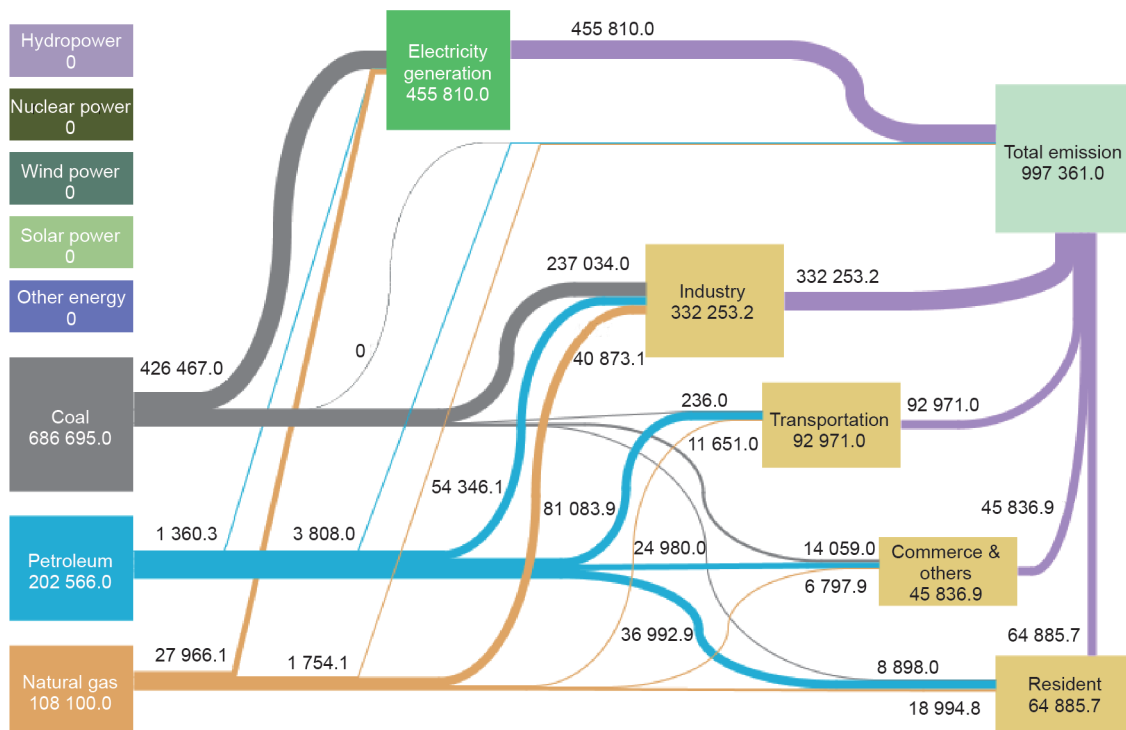 Hydropower
0
Nuclear power
0
Wind power
0
Solar power
0
Other energy
0
Coal
686 695.0
Petroleum
202 566.0
Natural gas
108 100.0
Electricity
generation
455 810.0
455 810.0
Total emission
997 361.0
237 034.0
Industry
332 253.2
332 253.2
0
40 873.1
426 467.0
236.0
Transportation
92 971.0
92 971.0
11 651.0
54 346.1
81 083.9
1 360.3
3 808.0
24 980.0
14 059.0
Commerce &
others
45 836.9
45 836.9
6 797.9
36 992.9
64 885.7
27 966.1
1 754.1
8 898.0
Resident
64 885.7
18 994.8